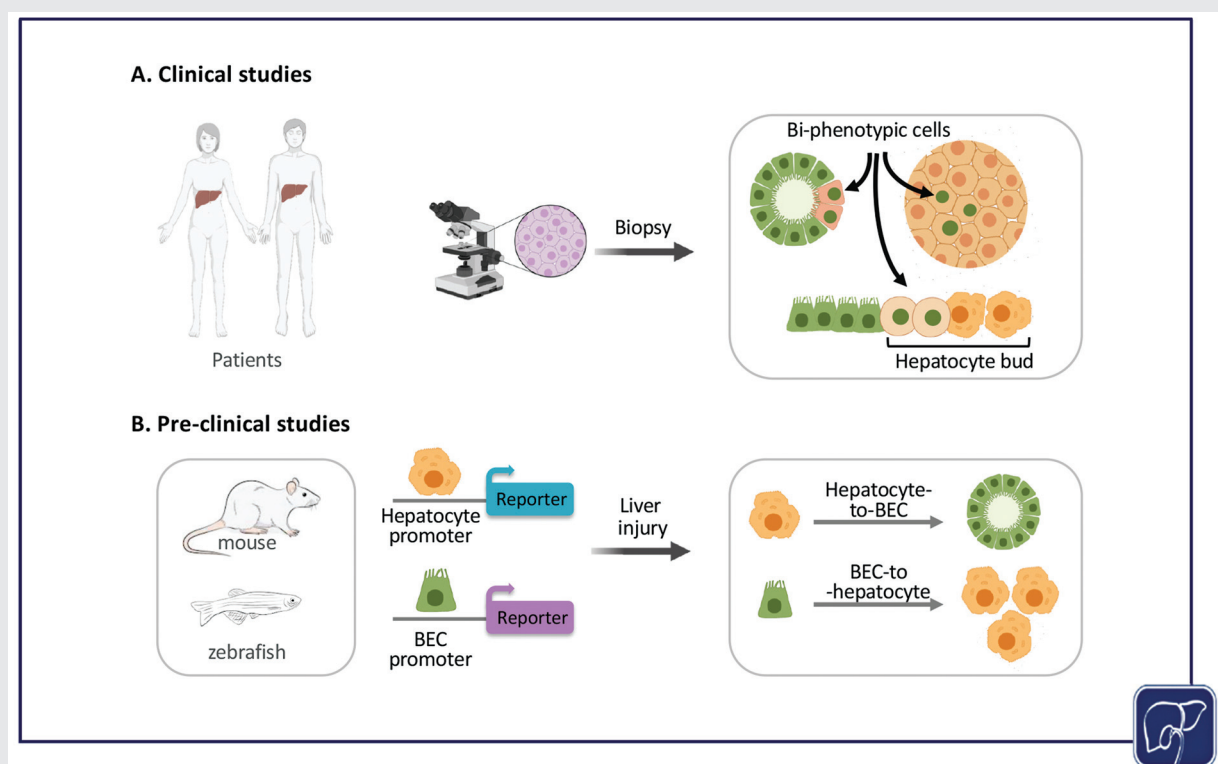 A. Clinical studies
Patients
Biopsy
Bi-phenotypic cells
Hepatocyte bud
B. Pre-clinical studies
mouse
zebrafish
Hepatocyte
promoter
Reporter
BEC
promoter
Reporter
Liver
injury
Hepatocyte-
to-BEC
BEC-to
-hepatocyte